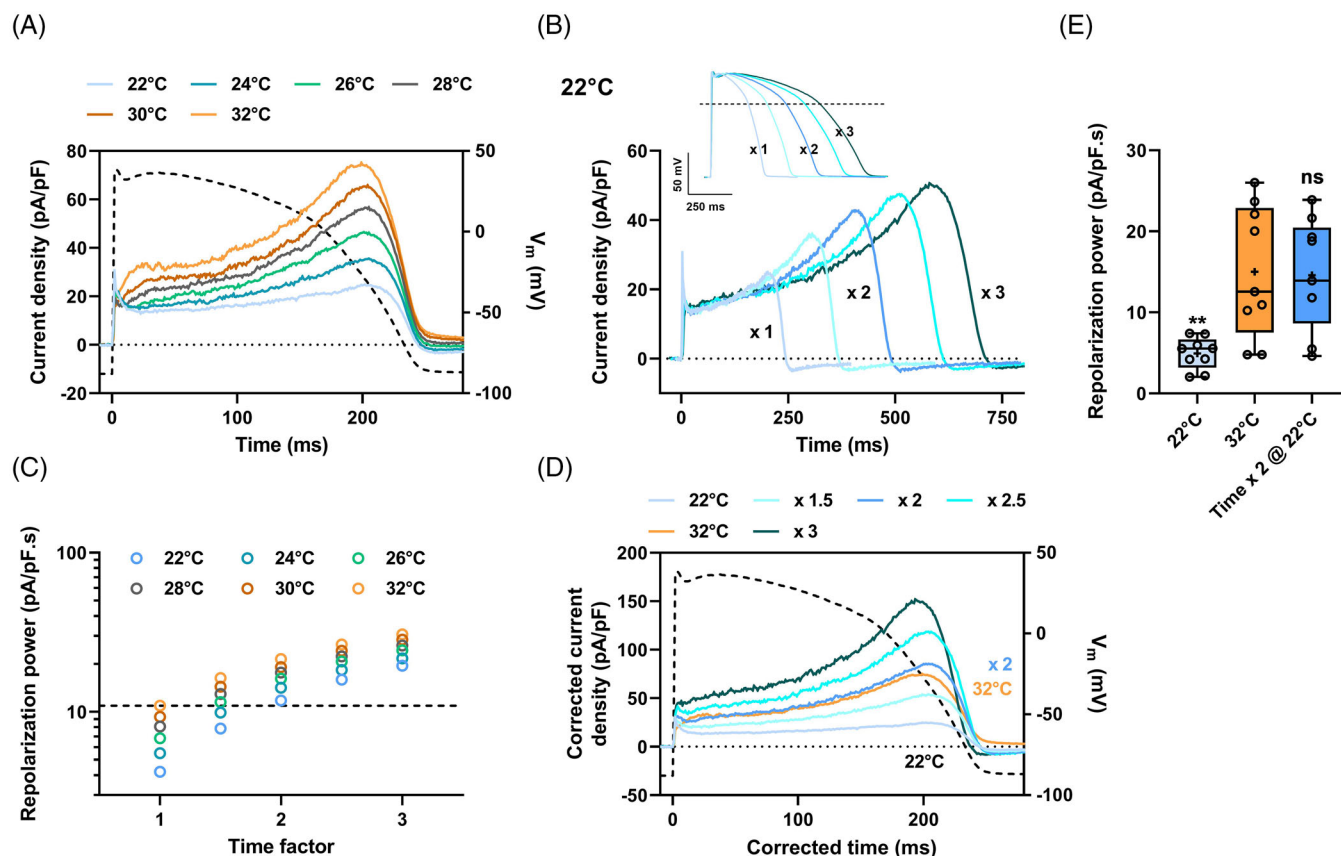 (A)
22°C 24°C 26°C 28°C
30°C 32°C
80
60
40
20
0
-20
Current density (pA/pF)
50
0
-50
-100
Vm (mV)
0 100 200
Time (ms)
(B)
22°C
x 1 x 2 x 3
50 mV
250 ms
60
40
20
0
Current density (pA/pF)
x 1
x 2
x 3
0 250 500 750
Time (ms)
(E)
30
20
10
0
Repolarization power (pA/pF.s)
**
ns
22°C
32°C
Time x 2 @ 22°C
(C)
22°C 24°C 26°C
28°C 30°C 32°C
100
10
Repolarization power (pA/pF.s)
1 2 3
Time factor
(D)
22°C x 1.5 x 2 x 2.5
32°C x 3
200
150
100
50
0
-50
Corrected current
density (pA/pF)
x 2
32°C
22°C
50
0
-50
-100
Vm (mV)
0 100 200
Corrected time (ms)